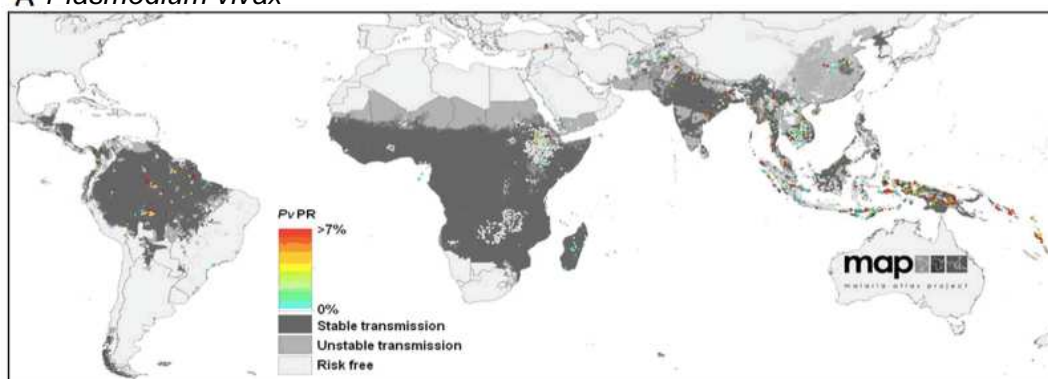 A Plasmodium vivax
Pv PR
>7%
0%
Stable transmission
Unstable transmission
Risk free
map
malaria atlas project